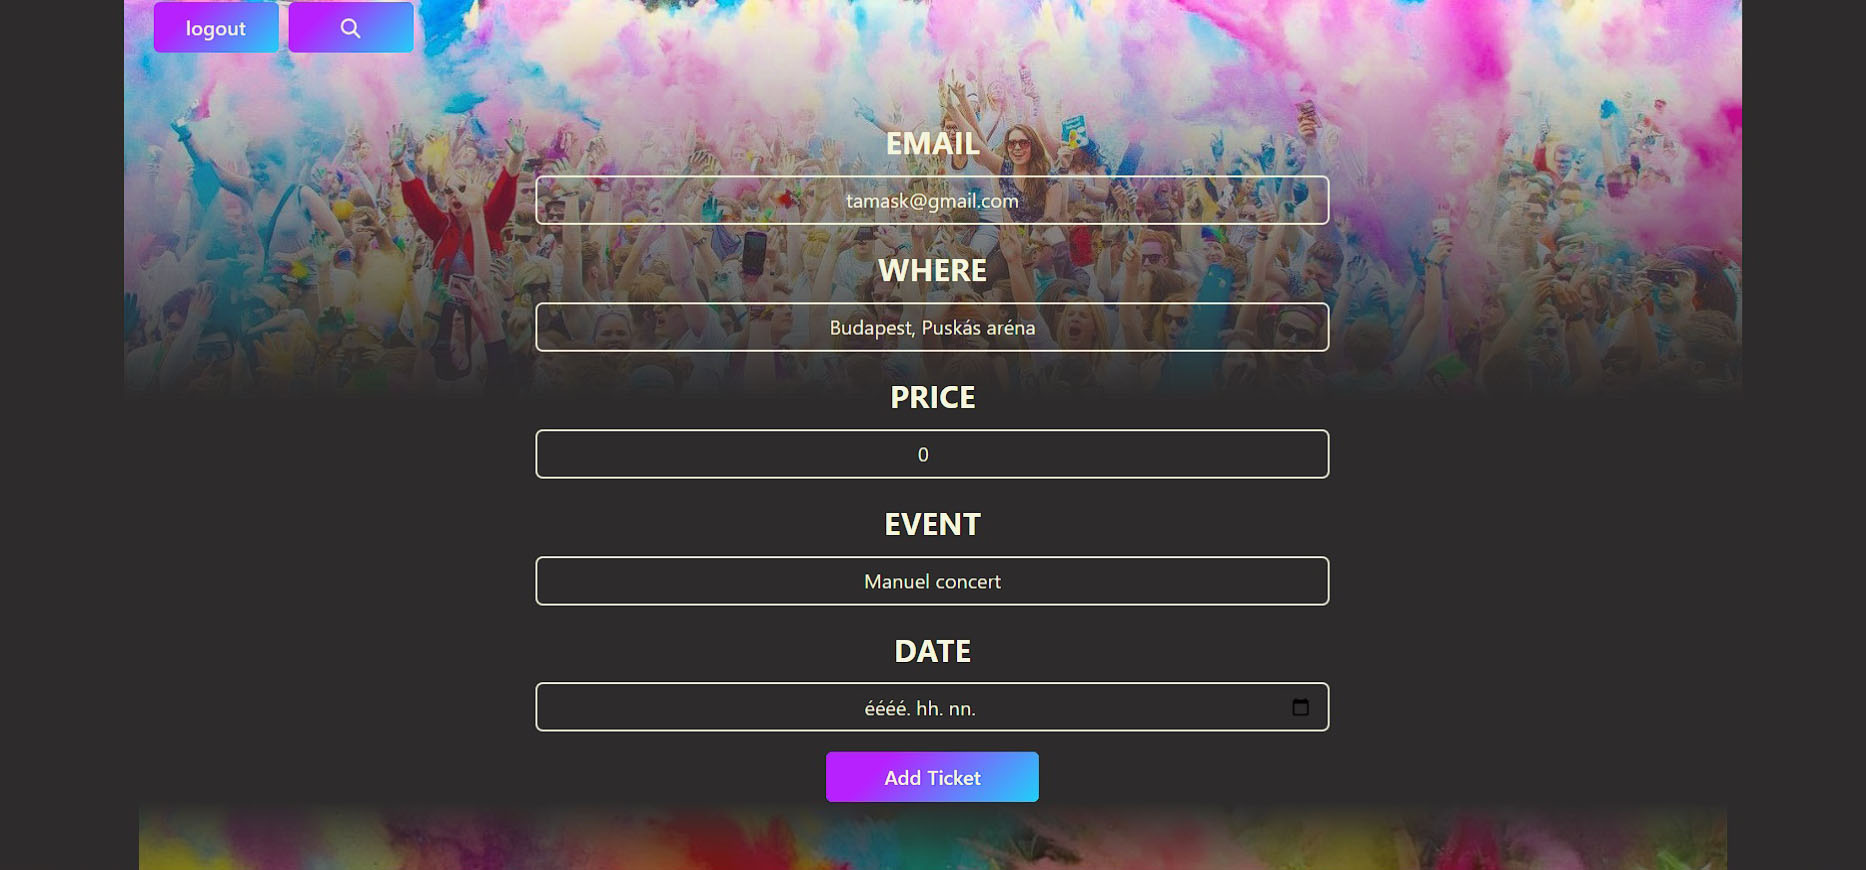 logout
EMAIL
tamask@gmail.com
WHERE
Budapest, Puskás aréna
PRICE
0
EVENT
Manuel concert
DATE
éééé. hh. nn.
Add Ticket